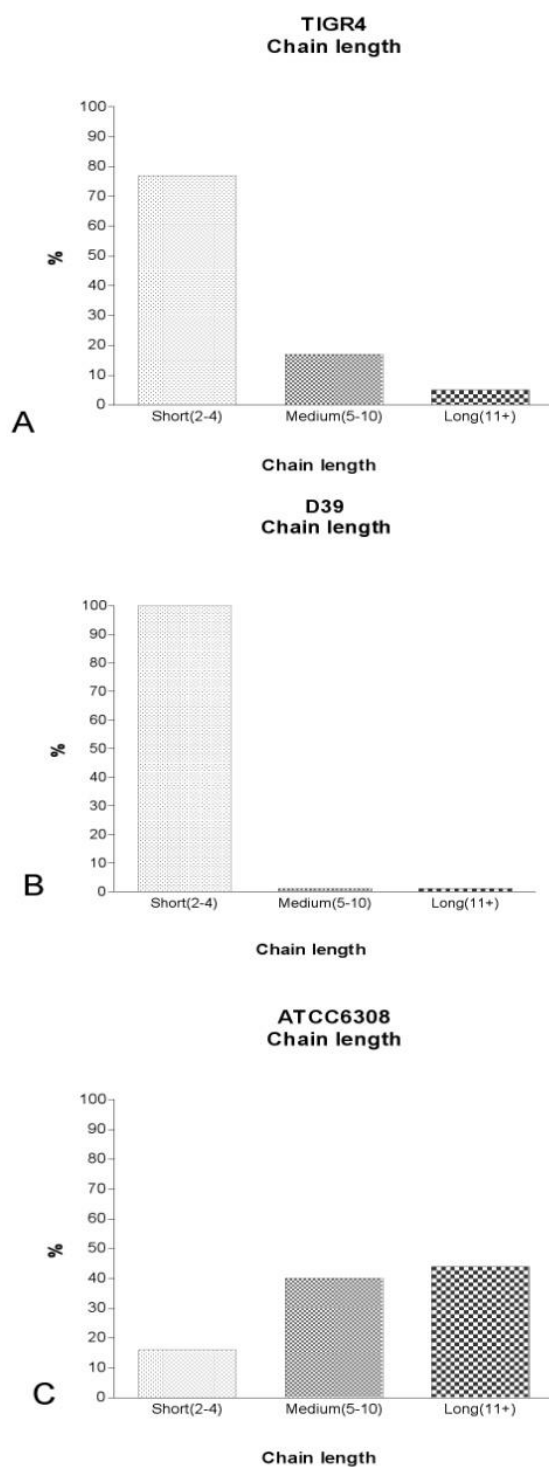 TIGR4
Chain length
100
90
80
70
60
50
40
30
20
10
0
%
Short(2-4) Medium(5-10) Long(11+)
A
Chain length
D39
Chain length
100
90
80
70
60
50
40
30
20
10
0
%
B
Short(2-4) Medium(5-10) Long(11+)
Chain length
ATCC6308
Chain length
100
90
80
70
60
50
40
30
20
10
0
%
C
Short(2-4) Medium(5-10) Long(11+)
Chain length